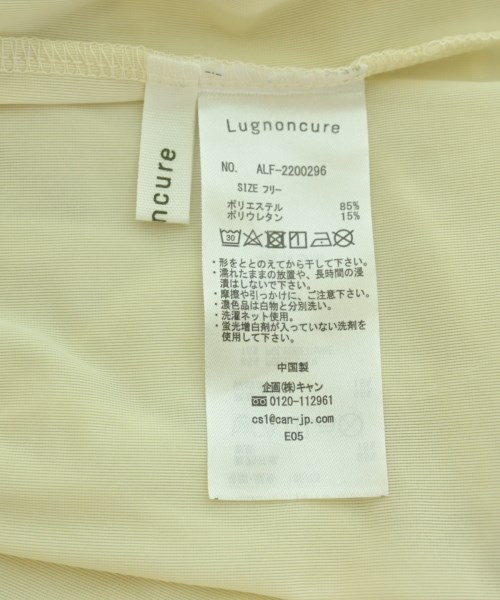 ncure
Lugnoncure
NO. ALF-2200296
SIZE フリー
ポリエステル 85%
ポリウレタン 15%
30
・形をととのえてから干して下さい。
・濡れたままの放置や、長時間の浸
漬はしないで下さい。
・摩擦や引っかけに、ご注意下さい。
・濃色品は白物と分別洗い。
・洗濯ネット使用。
・蛍光増白剤が入っていない洗剤を
使用して下さい。
中国製
企画㈱キャン
0120-112961
cs1@can-jp.com
E05